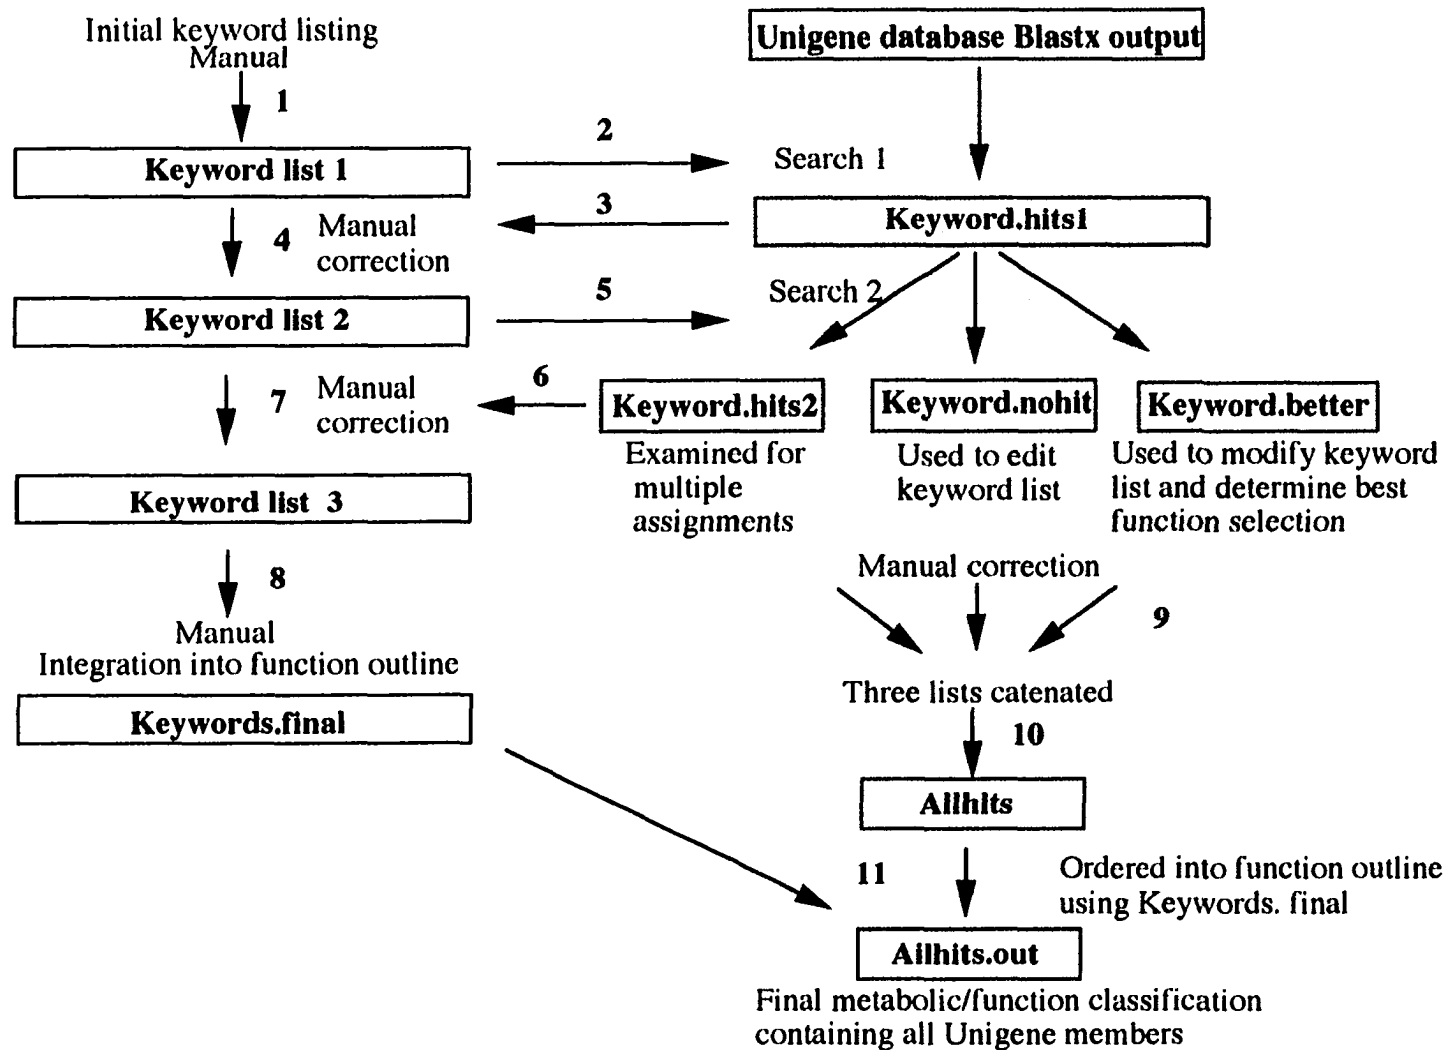 Initial keyword listing
Manual
1
Unigene database Blastx output
Keyword list 1
2
Search 1
3
Keyword.hits1
4
Manual
correction
Keyword list 2
5
Search 2
6
7
Manual
correction
Keyword.hits2
Keyword.nohit
Keyword.better
Examined for
multiple
assignments
Used to edit
keyword list
Used to modify keyword
list and determine best
function selection
Keyword list 3
8
Manual
Integration into function outline
Keywords.final
Manual correction
9
Three lists catenated
10
Allhits
11
Ordered into function outline
using Keywords. final
Allhits.out
Final metabolic/function classification
containing all Unigene members